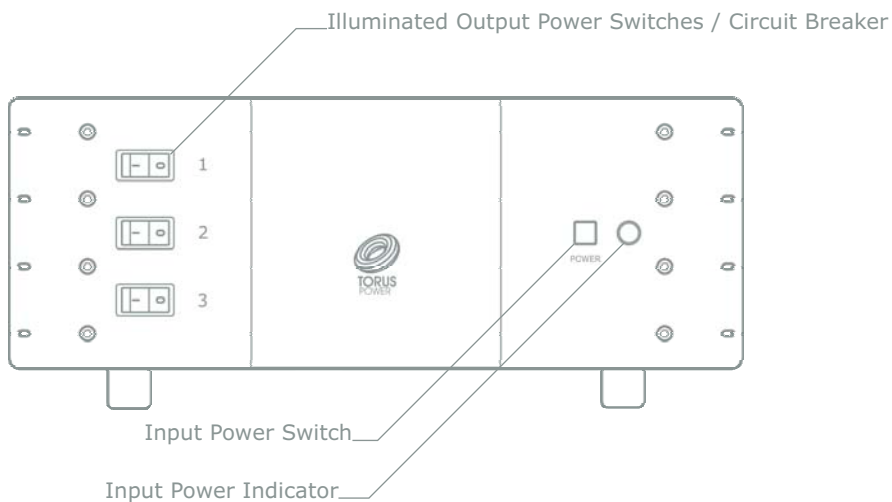 Illuminated Output Power Switches / Circuit Breaker
1
2
3
POWER
TORUS
POWER
Input Power Switch
Input Power Indicator